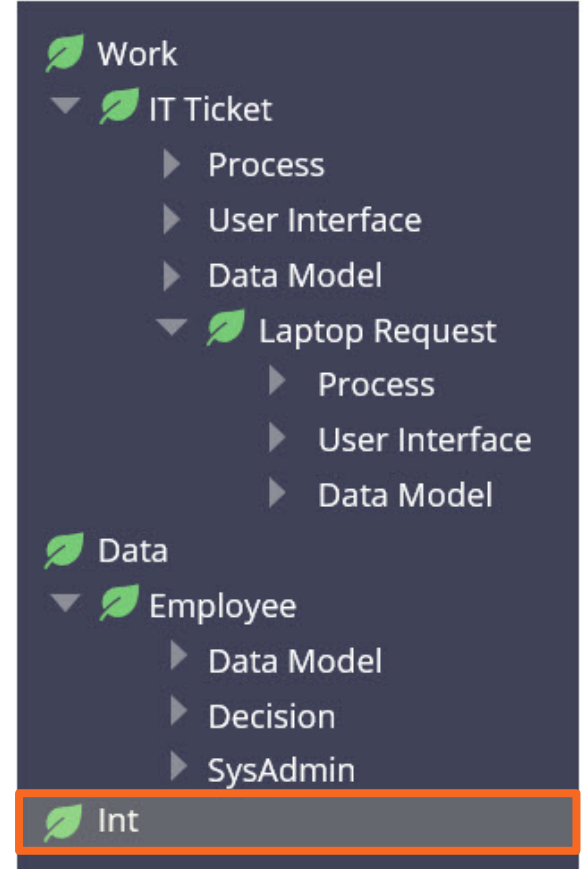 Work
IT Ticket
Process
User Interface
Data Model
Laptop Request
Process
User Interface
Data Model
Data
Employee
Data Model
Decision
SysAdmin
Int